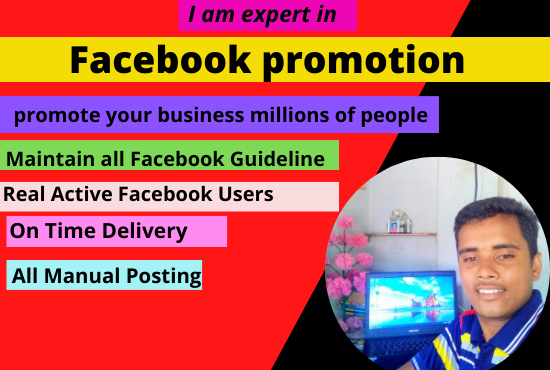 I am expert in
Facebook promotion
promote your business millions of people
Maintain all Facebook Guideline
Real Active Facebook Users
On Time Delivery
All Manual Posting